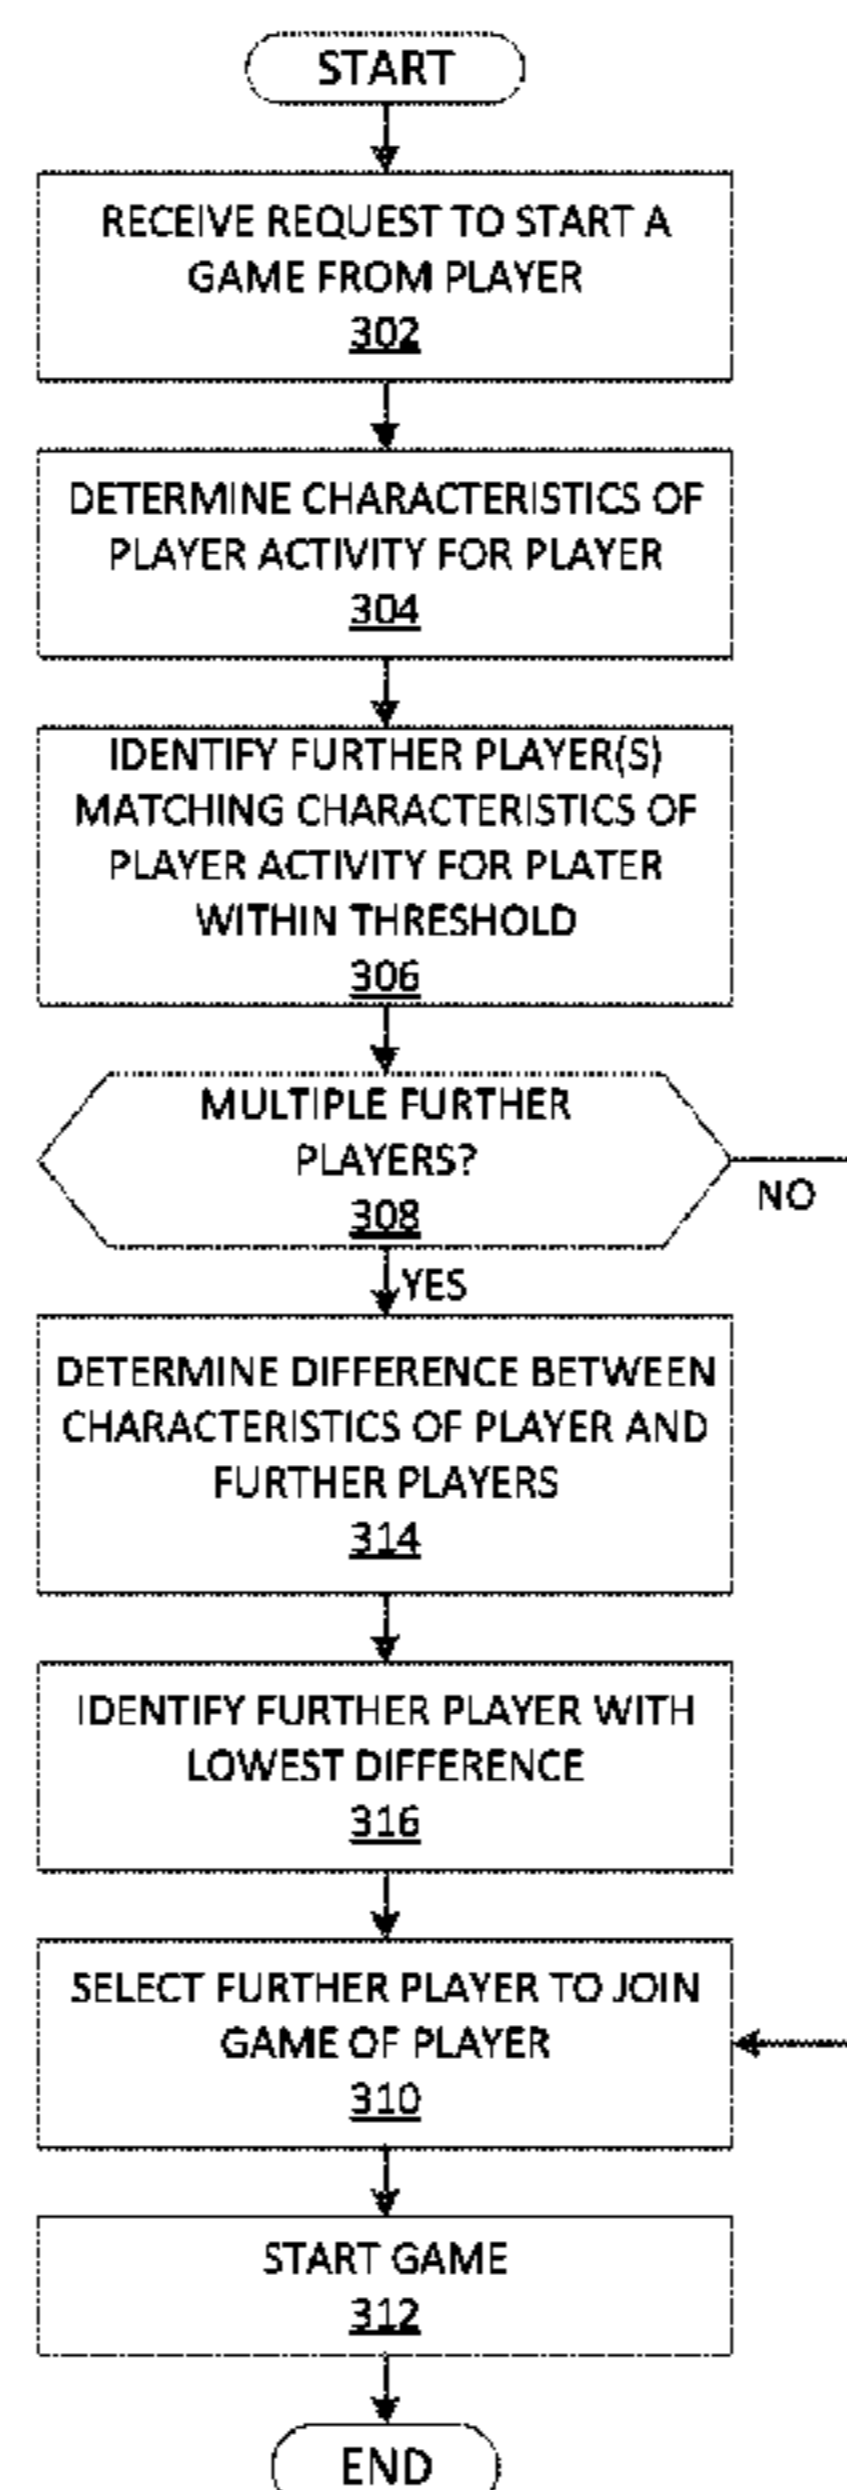 START
RECEIVE REQUEST TO START A
GAME FROM PLAYER
302
DETERMINE CHARACTERISTICS OF
PLAYER ACTIVITY FOR PLAYER
304
IDENTIFY FURTHER PLAYER(S)
MATCHING CHARACTERISTICS OF
PLAYER ACTIVITY FOR PLATER
WITHIN THRESHOLD
306
MULTIPLE FURTHER
PLAYERS?
308
NO
YES
DETERMINE DIFFERENCE BETWEEN
CHARACTERISTICS OF PLAYER AND
FURTHER PLAYERS
314
IDENTIFY FURTHER PLAYER WITH
LOWEST DIFFERENCE
316
SELECT FURTHER PLAYER TO JOIN
GAME OF PLAYER
310
START GAME
312
END